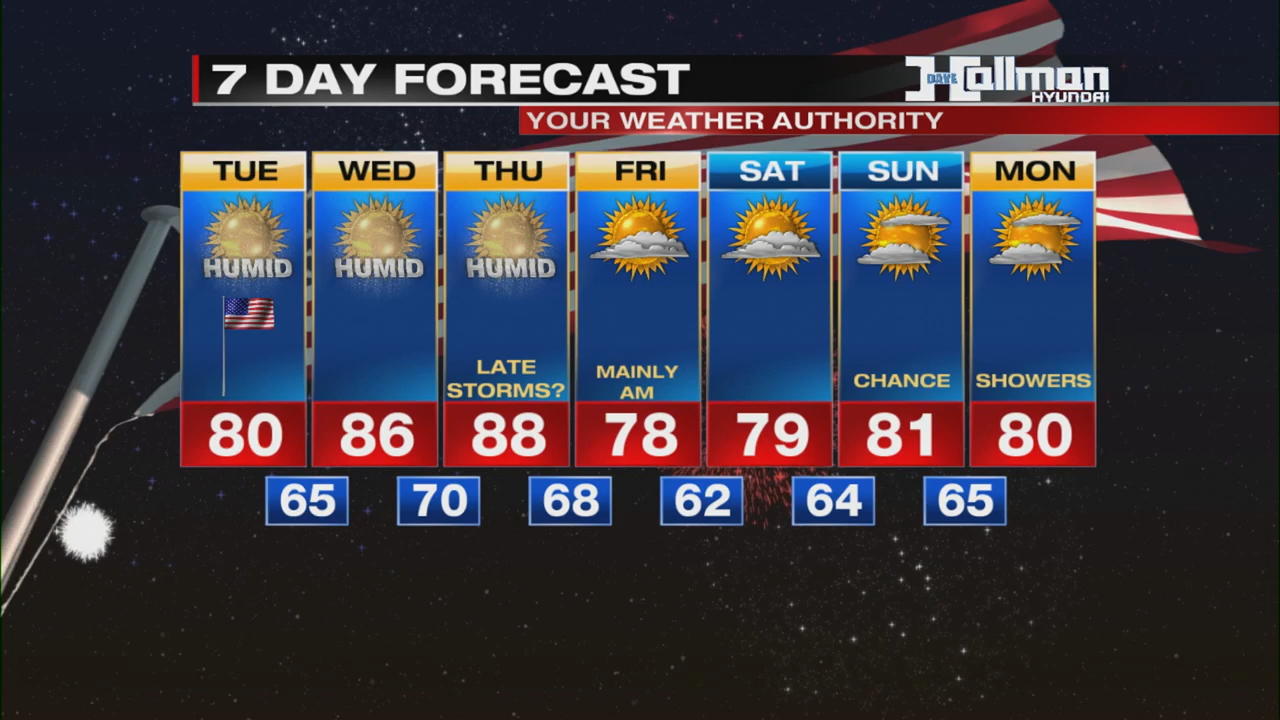 7 DAY FORECAST
DAVE Hallman
HYUNDAI
YOUR WEATHER AUTHORITY
TUE WED THU FRI SAT SUN MON
HUMID HUMID HUMID
LATE STORMS?
MAINLY AM
CHANCE
SHOWERS
80 86 88 78 79 81 80
65 70 68 62 64 65